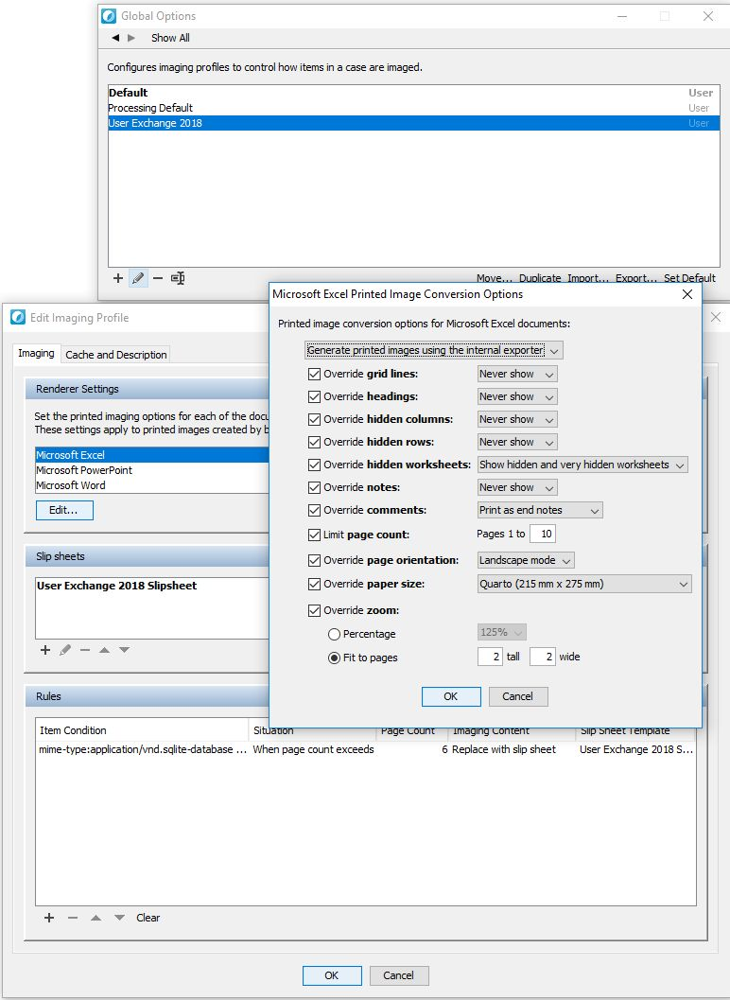 Global Options
Show All
Configures imaging profiles to control how items in a case are imaged.
Default User
Processing Default User
User Exchange 2018 User
Move... Duplicate Import... Export... Set Default
Edit Imaging Profile
Imaging Cache and Description
Renderer Settings
Set the printed imaging options for each of the docu
These settings apply to printed images created by b
Microsoft Excel
Microsoft PowerPoint
Microsoft Word
Edit...
Slip sheets
User Exchange 2018 Slipsheet
Rules
Item Condition Situation Page Count Imaging Content Slip Sheet Template
mime-type:application/vnd.sqlite-database ... When page count exceeds 6 Replace with slip sheet User Exchange 2018 S...
Clear
OK Cancel
Microsoft Excel Printed Image Conversion Options
Printed image conversion options for Microsoft Excel documents:
Generate printed images using the internal exporter
Override grid lines: Never show
Override headings: Never show
Override hidden columns: Never show
Override hidden rows: Never show
Override hidden worksheets: Show hidden and very hidden worksheets
Override notes: Never show
Override comments: Print as end notes
Limit page count: Pages 1 to 10
Override page orientation: Landscape mode
Override paper size: Quarto (215 mm x 275 mm)
Override zoom:
Percentage 125%
Fit to pages 2 tall 2 wide
OK Cancel